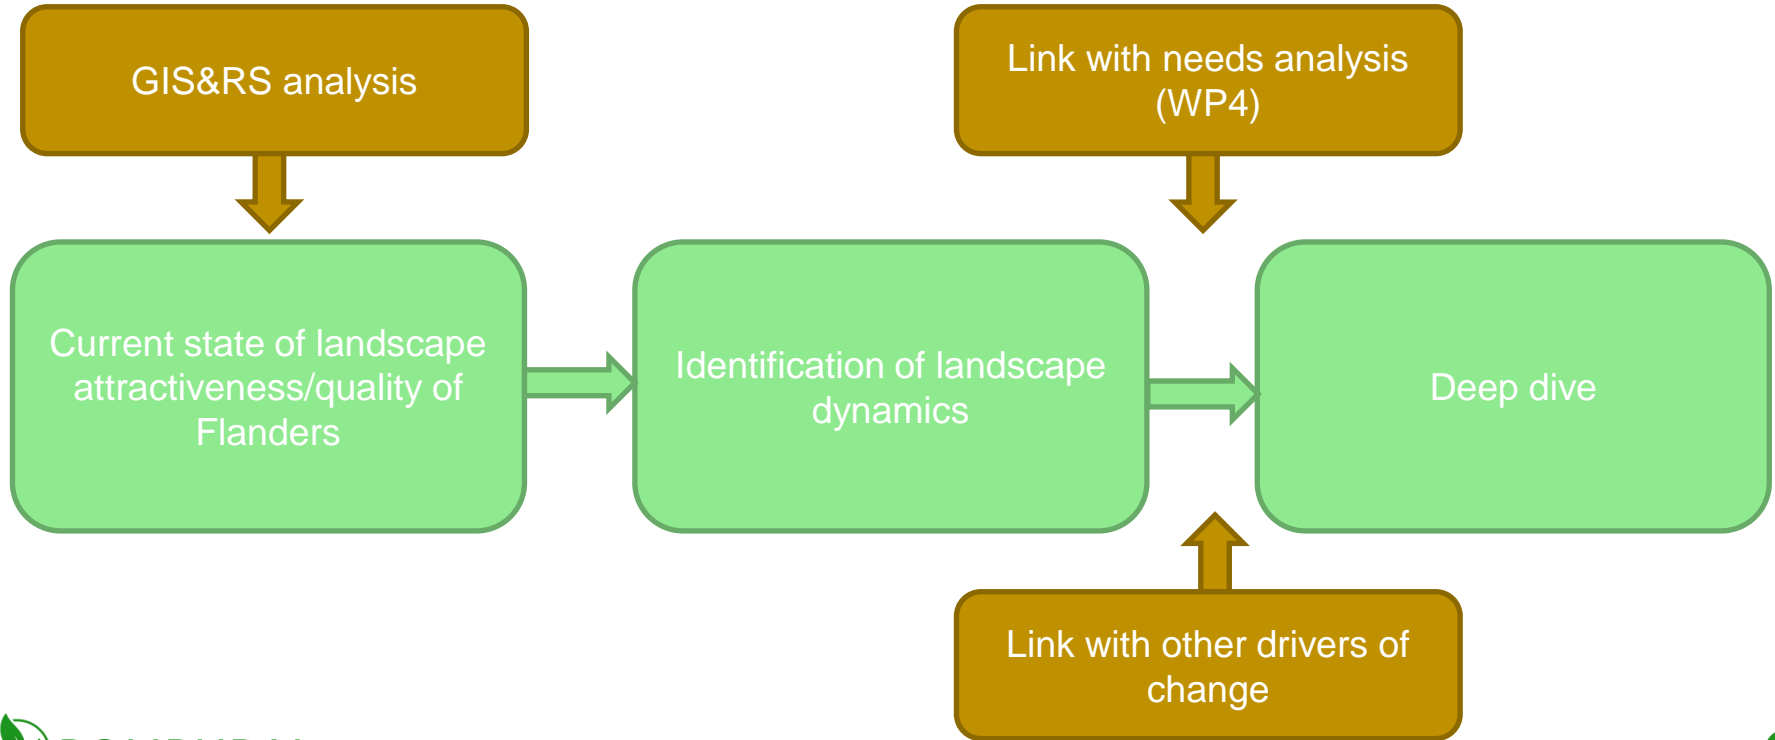 GIS&RS analysis
Link with needs analysis
(WP4)
Current state of landscape
attractiveness/quality of
Flanders
Identification of landscape
dynamics
Deep dive
Link with other drivers of
change